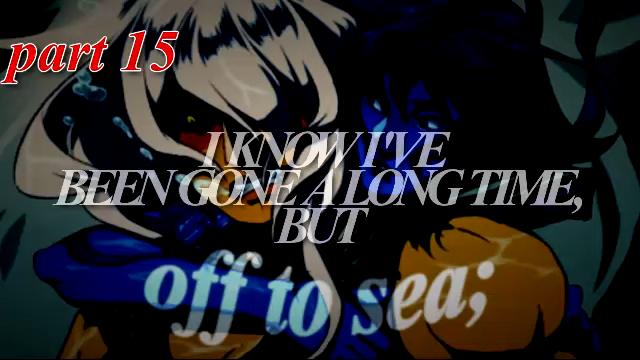 part 15
I KNOW I'VE
BEEN GONE A LONG TIME,
BUT
off to sea;